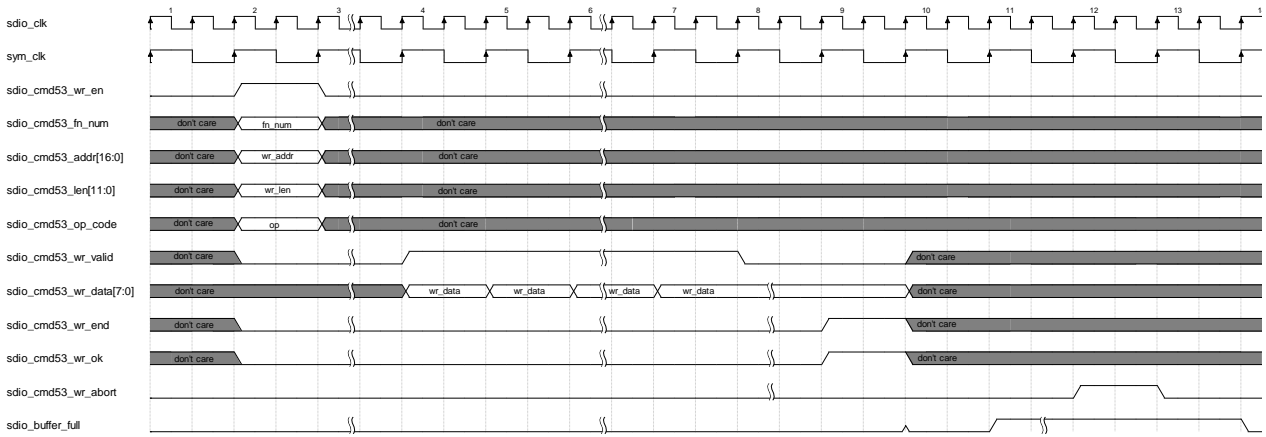 1 2 3 4 5 6 7 8 9 10 11 12 13 14
sdio_clk
sym_clk
sdio_cmd53_wr_en
sdio_cmd53_fn_num don't care fn_num don't care
sdio_cmd53_addr[16:0] don't care wr_addr don't care
sdio_cmd53_len[11:0] don't care wr_len don't care
sdio_cmd53_op_code don't care op don't care
sdio_cmd53_wr_valid don't care don't care
sdio_cmd53_wr_data[7:0] don't care wr_data wr_data wr_data wr_data don't care
sdio_cmd53_wr_end don't care don't care
sdio_cmd53_wr_ok don't care don't care
sdio_cmd53_wr_abort
sdio_buffer_full